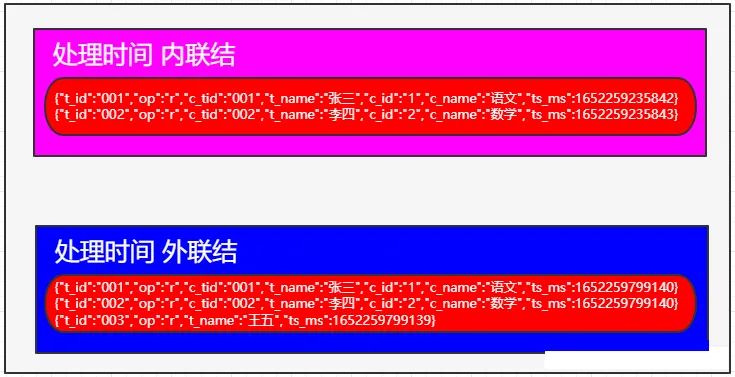 处理时间 内联结
{"t_id":"001","op":"r","c_tid":"001","t_name":"张三","c_id":"1","c_name":"语文","ts_ms":1652259235842}
{"t_id":"002","op":"r","c_tid":"002","t_name":"李四","c_id":"2","c_name":"数学","ts_ms":1652259235843}
处理时间 外联结
{"t_id":"001","op":"r","c_tid":"001","t_name":"张三","c_id":"1","c_name":"语文","ts_ms":1652259799140}
{"t_id":"002","op":"r","c_tid":"002","t_name":"李四","c_id":"2","c_name":"数学","ts_ms":1652259799140}
{"t_id":"003","op":"r","t_name":"王五","ts_ms":1652259799139}